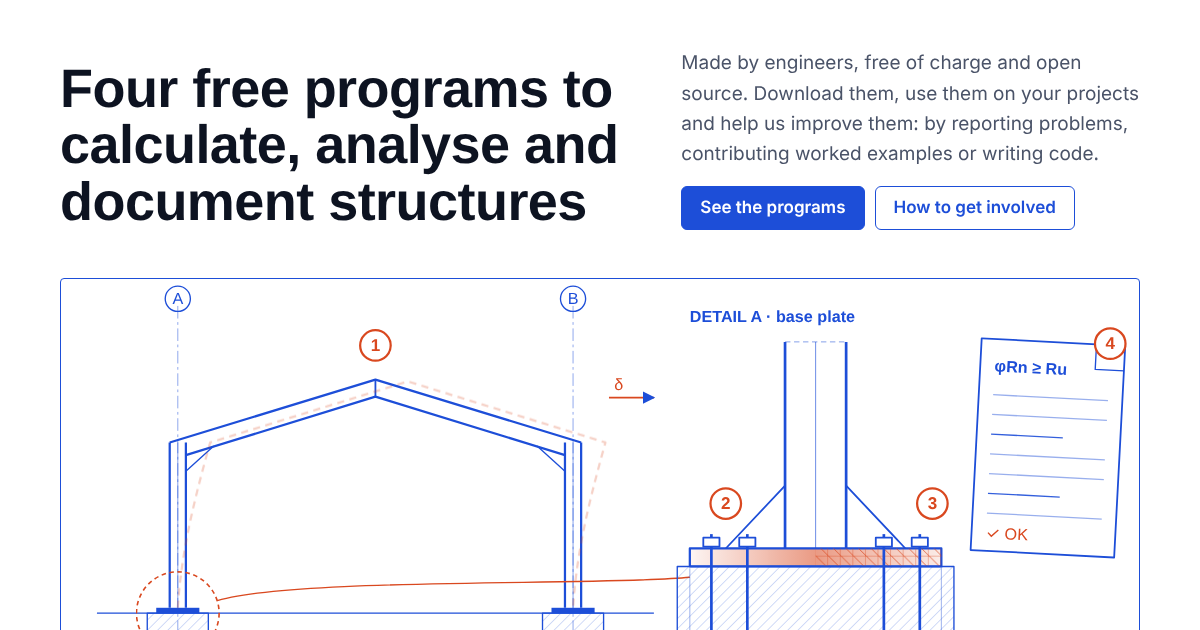 Four free programs to
calculate, analyse and
document structures
Made by engineers, free of charge and open
source. Download them, use them on your projects
and help us improve them: by reporting problems,
contributing worked examples or writing code.
See the programs
How to get involved
A
B
1
δ
DETAIL A · base plate
2
3
4
φRn ≥ Ru
✓ OK